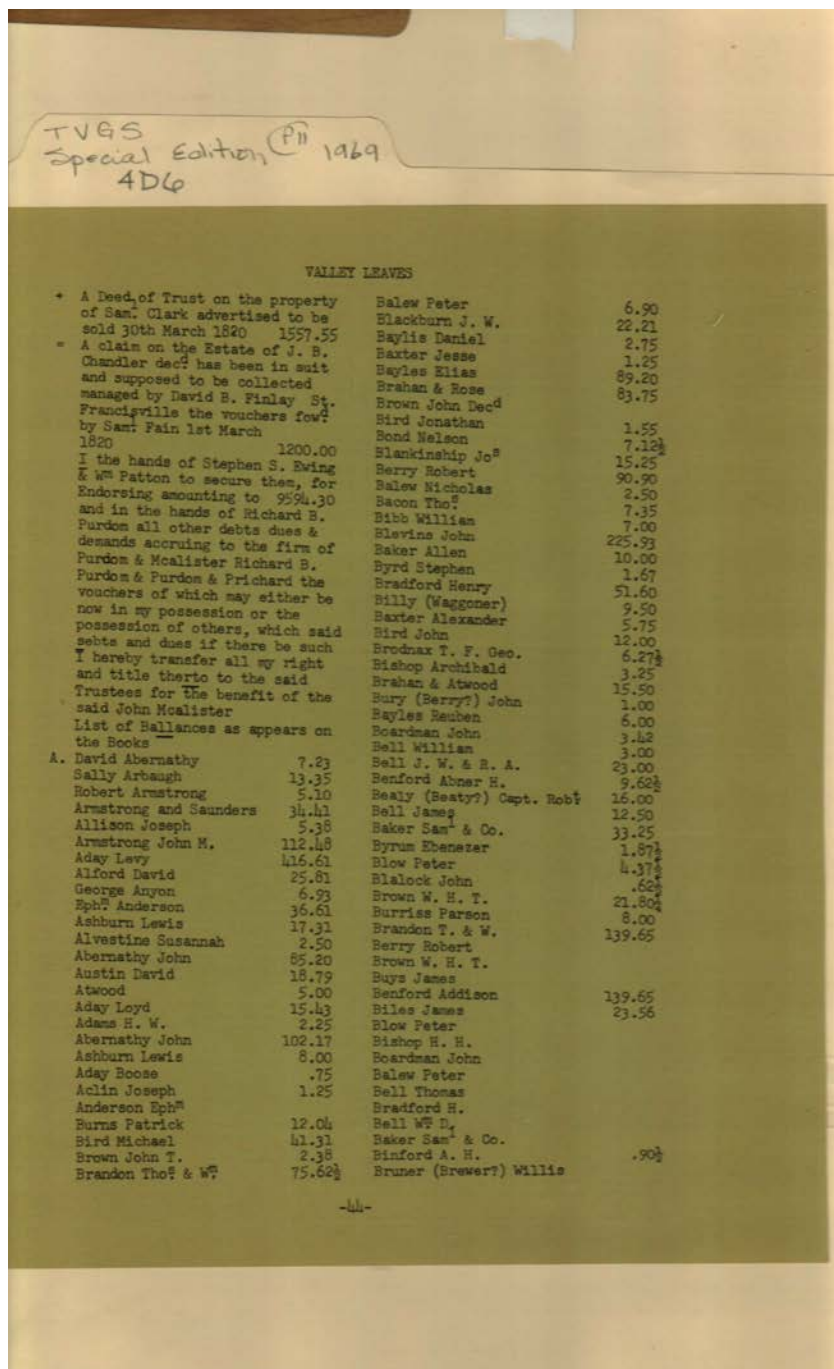 TVGS
Special Edition P11 1969
4D6
VALLEY LEAVES
+ A Deed of Trust on the property
of Saml Clark advertised to be
sold 30th March 1820 1557.55
= A claim on the Estate of J. B.
Chandler decd has been in suit
and supposed to be collected
managed by David B. Finlay St.
Francisville the vouchers fowd
by Saml Fain 1st March
1820 1200.00
I the hands of Stephen S. Ewing
& Wm Patton to secure them, for
Endorsing amounting to 9594.30
and in the hands of Richard B.
Purdom all other debts dues &
demands accruing to the firm of
Purdom & Mcalister Richard B.
Purdom & Purdom & Prichard the
vouchers of which may either be
now in my possession or the
possession of others, which said
sebts and dues if there be such
I hereby transfer all my right
and title therto to the said
Trustees for the benefit of the
said John Mcalister
List of Ballances as appears on
the Books
A. David Abernathy 7.23
Sally Arbaugh 13.35
Robert Armstrong 5.10
Armstrong and Saunders 34.41
Allison Joseph 5.38
Armstrong John M. 112.48
Aday Levy 416.61
Alford David 25.81
George Anyon 6.93
Ephm Anderson 36.61
Ashburn Lewis 17.31
Alvestine Susannah 2.50
Abernathy John 85.20
Austin David 18.79
Atwood 5.00
Aday Loyd 15.43
Adams H. W. 2.25
Abernathy John 102.17
Ashburn Lewis 8.00
Aday Boose .75
Aclin Joseph 1.25
Anderson Ephm
Burns Patrick 12.04
Bird Michael 41.31
Brown John T. 2.38
Brandon Thos & Wm 75.62½
Balew Peter 6.90
Blackburn J. W. 22.21
Baylis Daniel 2.75
Baxter Jesse 1.25
Bayles Elias 89.20
Brahan & Rose 83.75
Brown John Decd
Bird Jonathan 1.55
Bond Nelson 7.12½
Blankinship Jos 15.25
Berry Robert 90.90
Balew Nicholas 2.50
Bacon Thos 7.35
Bibb William 7.00
Blevins John 225.93
Baker Allen 10.00
Byrd Stephen 1.67
Bradford Henry 51.60
Billy (Waggoner) 9.50
Baxter Alexander 5.75
Bird John 12.00
Brodnax T. F. Geo. 6.27½
Bishop Archibald 3.25
Brahan & Atwood 15.50
Bury (Berry?) John 1.00
Bayles Reuben 6.00
Boardman John 3.42
Bell William 3.00
Bell J. W. & R. A. 23.00
Benford Abner H. 9.62½
Bealy (Beaty?) Capt. Robt 16.00
Bell James 12.50
Baker Saml & Co. 33.25
Byrum Ebenezer 1.87½
Blow Peter 4.37½
Blalock John .62½
Brown W. H. T. 21.80½
Burriss Parson 8.00
Brandon T. & W. 139.65
Berry Robert
Brown W. H. T.
Buys James
Benford Addison 139.65
Biles James 23.56
Blow Peter
Bishop H. H.
Boardman John
Balew Peter
Bell Thomas
Bradford H.
Bell Wm D.
Baker Saml & Co.
Binford A. H. .90½
Bruner (Brewer?) Willis
-44-